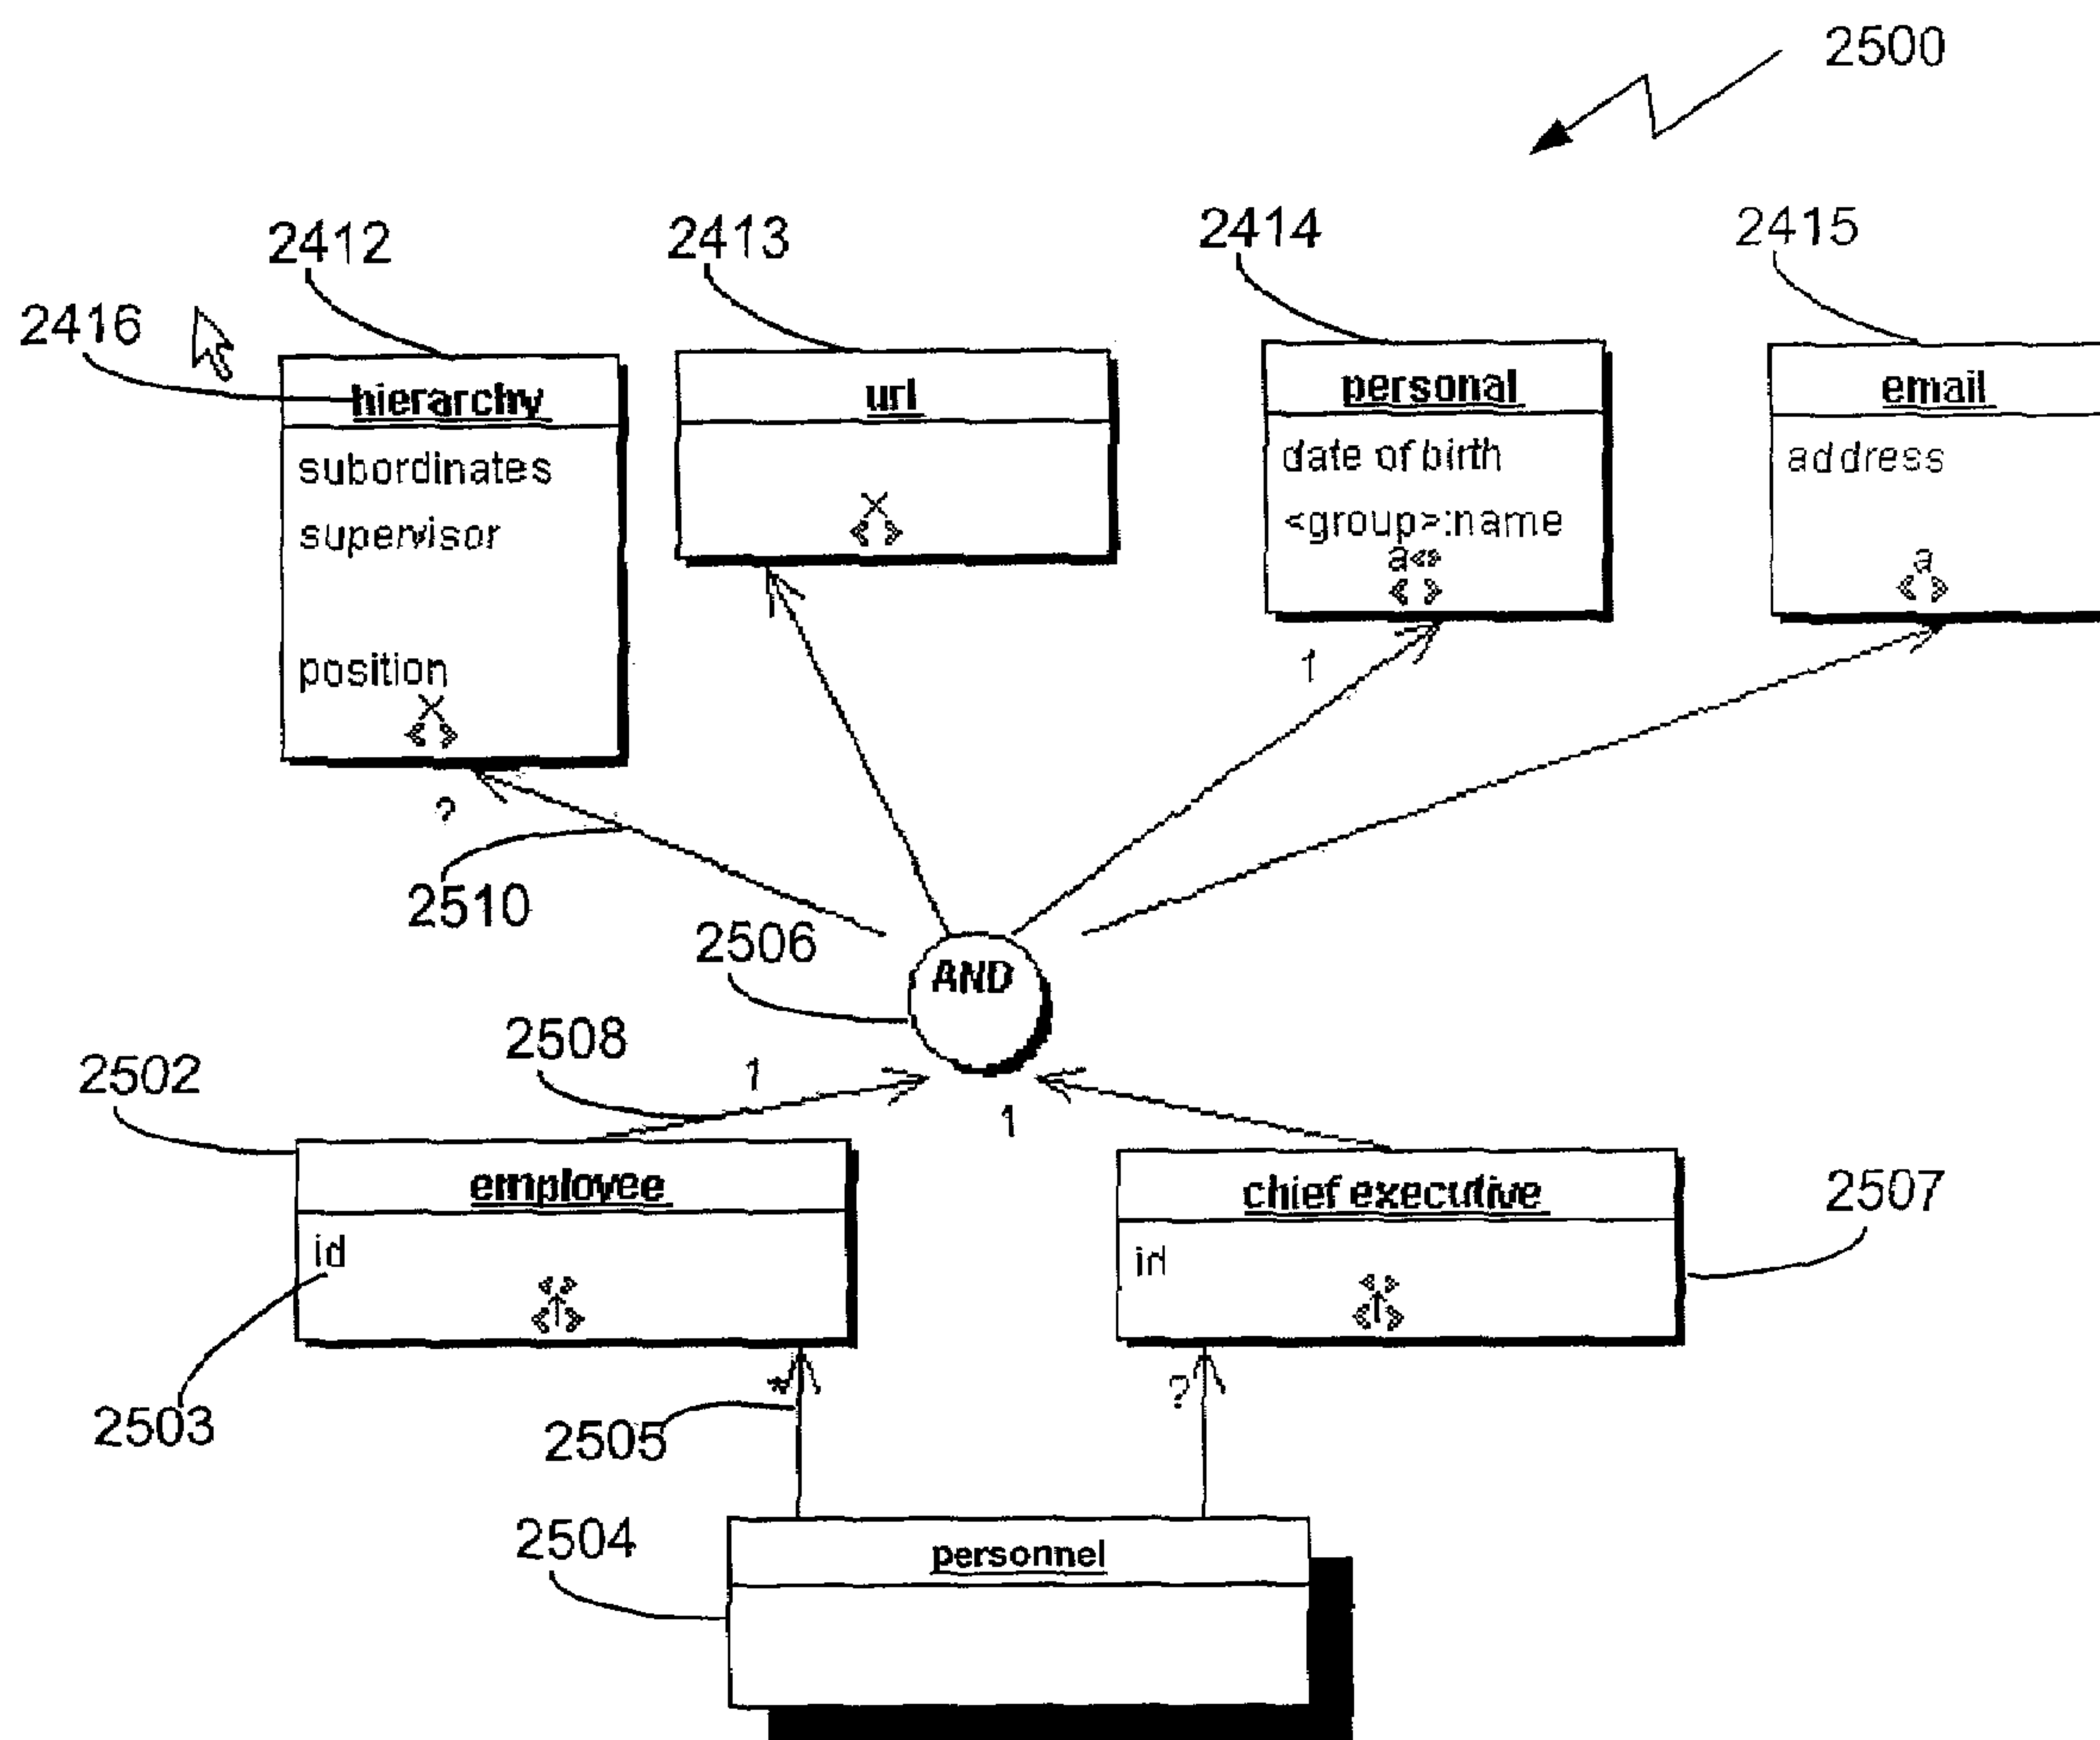 2500
2412
2413
2414
2415
2416
hierarchy
subordinates
supervisor
position
url
personal
date of birth
<group>:name
a
email
address
a
?
1
2510
2506
AND
2508
1
1
2502
employee
id
chief executive
id
2507
2503
*
2505
?
2504
personnel